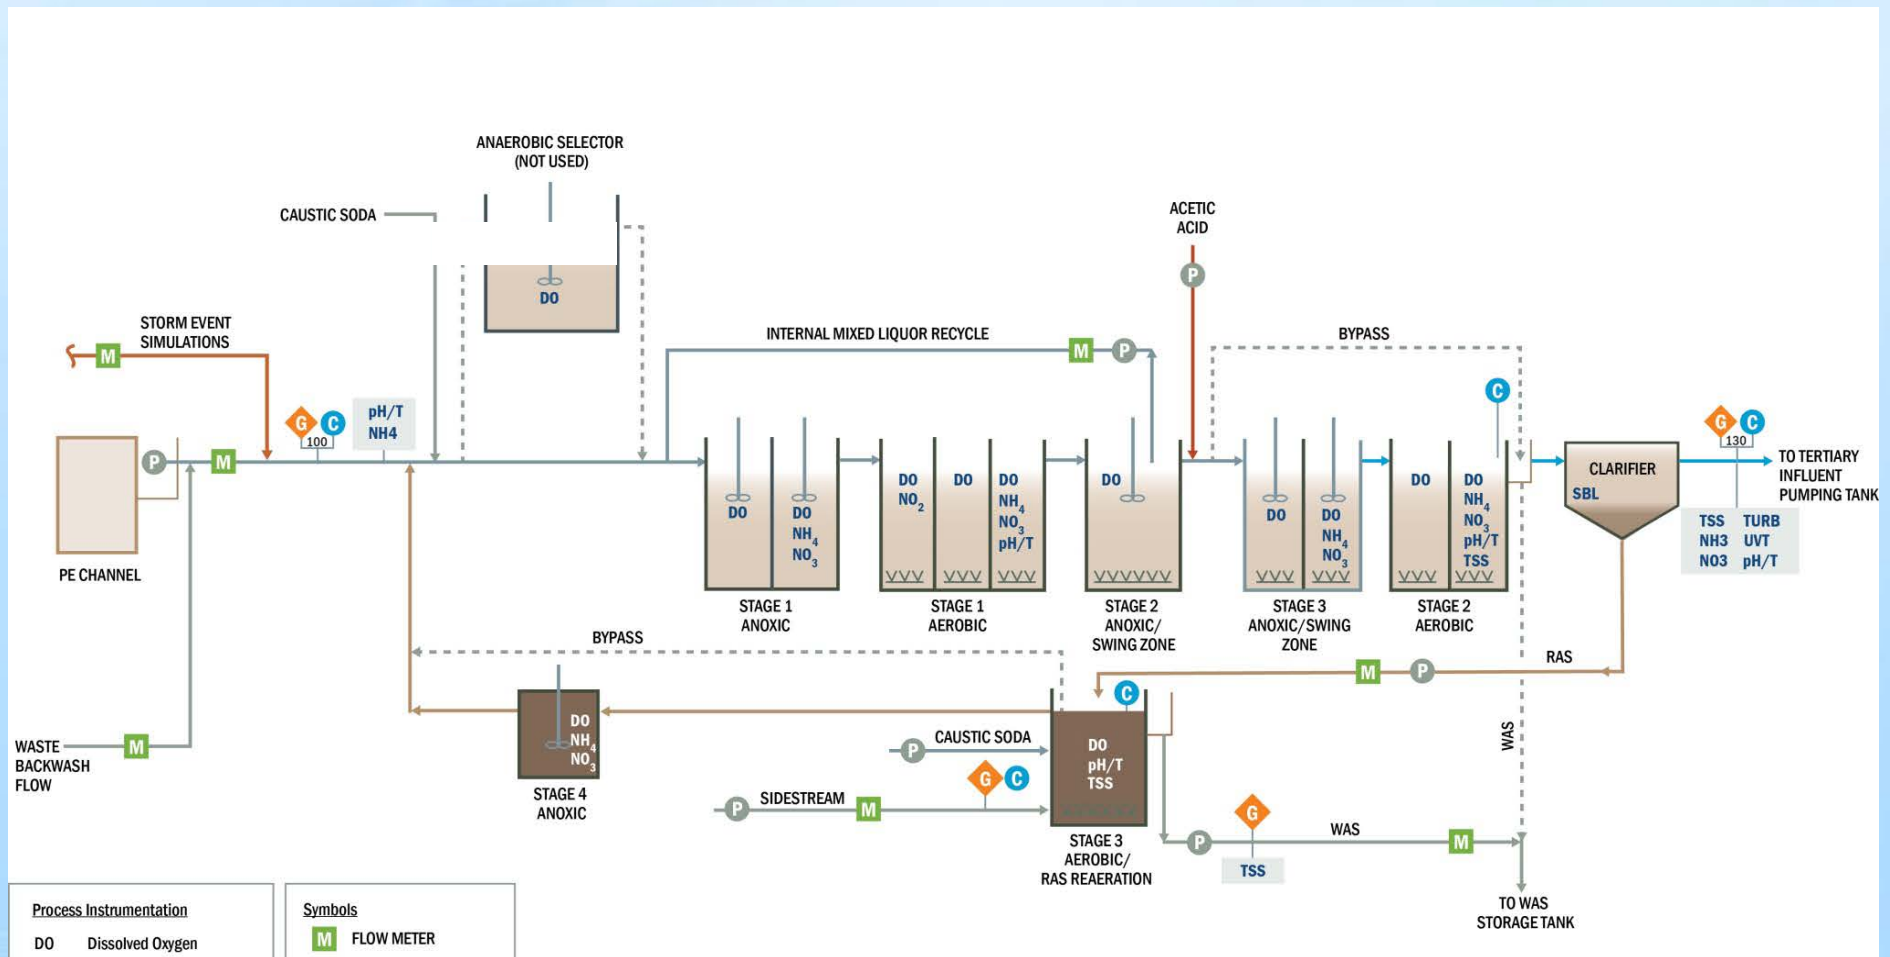 ANAEROBIC SELECTOR
(NOT USED)
CAUSTIC SODA
DO
ACETIC
ACID
P
STORM EVENT
SIMULATIONS
M
INTERNAL MIXED LIQUOR RECYCLE
M
P
BYPASS
C
G
C
100
pH/T
NH4
P
M
PE CHANNEL
DO
DO
NH4
NO3
STAGE 1
ANOXIC
DO
NO2
DO
DO
NH4
NO3
pH/T
STAGE 1
AEROBIC
DO
STAGE 2
ANOXIC/
SWING ZONE
DO
DO
NH4
NO3
STAGE 3
ANOXIC/SWING
ZONE
DO
DO
NH4
NO3
pH/T
TSS
STAGE 2
AEROBIC
CLARIFIER
SBL
G
C
130
TO TERTIARY
INFLUENT
PUMPING TANK
TSS TURB
NH3 UVT
NO3 pH/T
BYPASS
M
P
RAS
WASTE
BACKWASH
FLOW
M
DO
NH4
NO3
STAGE 4
ANOXIC
P
CAUSTIC SODA
G
C
P
SIDESTREAM
M
C
DO
pH/T
TSS
STAGE 3
AEROBIC/
RAS REAERATION
WAS
P
G
TSS
WAS
M
TO WAS
STORAGE TANK
Process Instrumentation
DO Dissolved Oxygen
Symbols
M FLOW METER